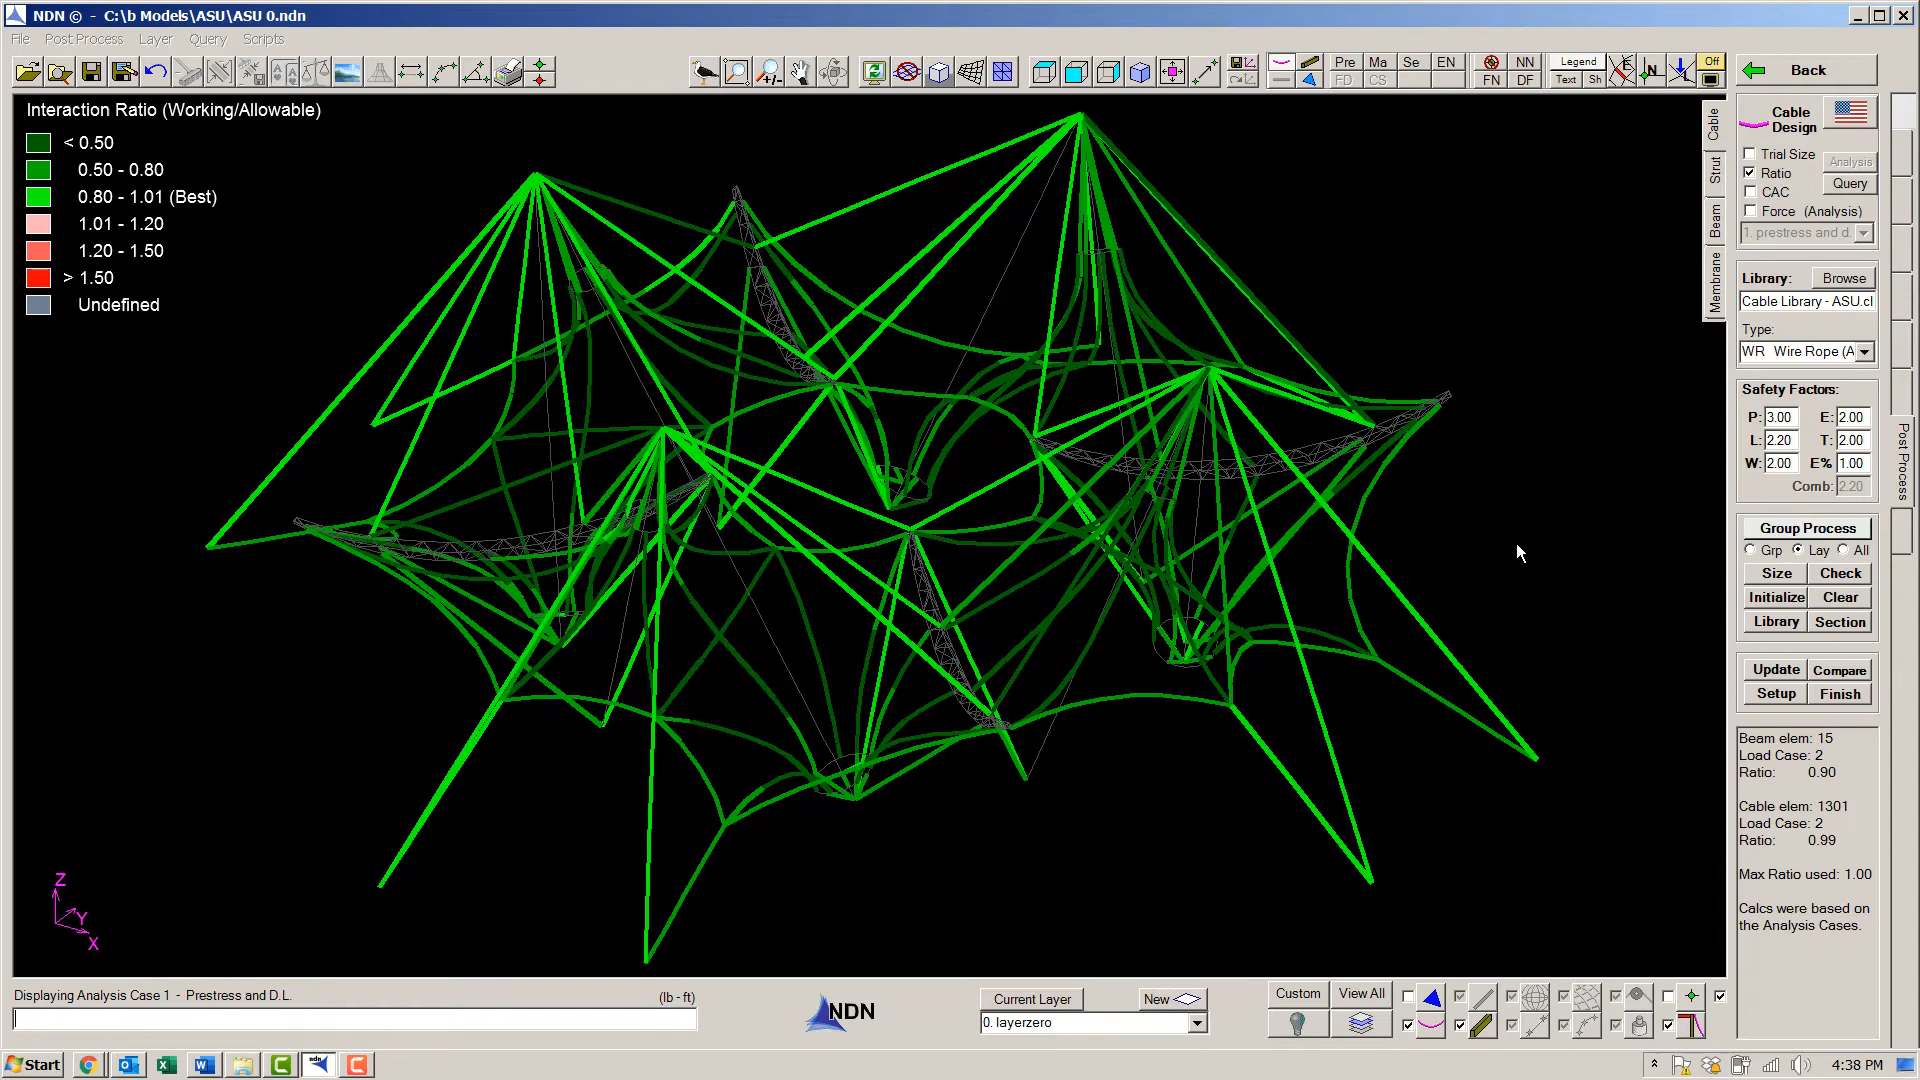 NDN © - C:\b Models\ASU\ASU 0.ndn
File Post Process Layer Query Scripts
Pre Ma Se EN NN Legend Off
FD CS FN DF Text Sh
Back
Interaction Ratio (Working/Allowable)
< 0.50
0.50 - 0.80
0.80 - 1.01 (Best)
1.01 - 1.20
1.20 - 1.50
> 1.50
Undefined
Cable
Strut
Beam
Membrane
Cable
Design
Trial Size Analysis
Ratio
Query
CAC
Force (Analysis)
1. prestress and d.
Library: Browse
Cable Library - ASU.cl
Type:
WR Wire Rope (A
Safety Factors:
P: 3.00 E: 2.00
L: 2.20 T: 2.00
W: 2.00 E% 1.00
Comb: 2.20
Post Process
Group Process
Grp Lay All
Size Check
Initialize Clear
Library Section
Update Compare
Setup Finish
Beam elem: 15
Load Case: 2
Ratio: 0.90
Cable elem: 1301
Load Case: 2
Ratio: 0.99
Max Ratio used: 1.00
Calcs were based on
the Analysis Cases.
Z
Y
X
Displaying Analysis Case 1 - Prestress and D.L. (lb - ft)
NDN
Current Layer New
0. layerzero
Custom View All
Start
4:38 PM